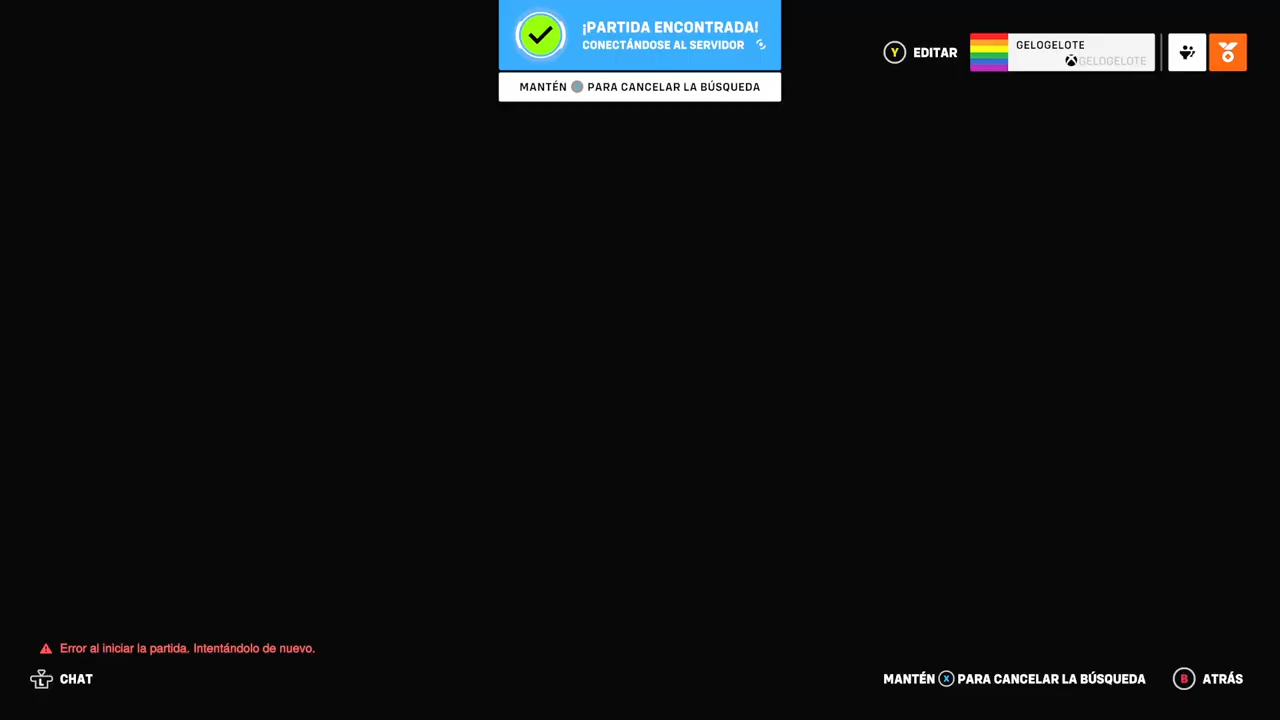 ¡PARTIDA ENCONTRADA!
CONECTÁNDOSE AL SERVIDOR
MANTÉN PARA CANCELAR LA BÚSQUEDA
Y EDITAR
GELOGELOTE
GELOGELOTE
Error al iniciar la partida. Intentándolo de nuevo.
L CHAT
MANTÉN X PARA CANCELAR LA BÚSQUEDA
B ATRÁS